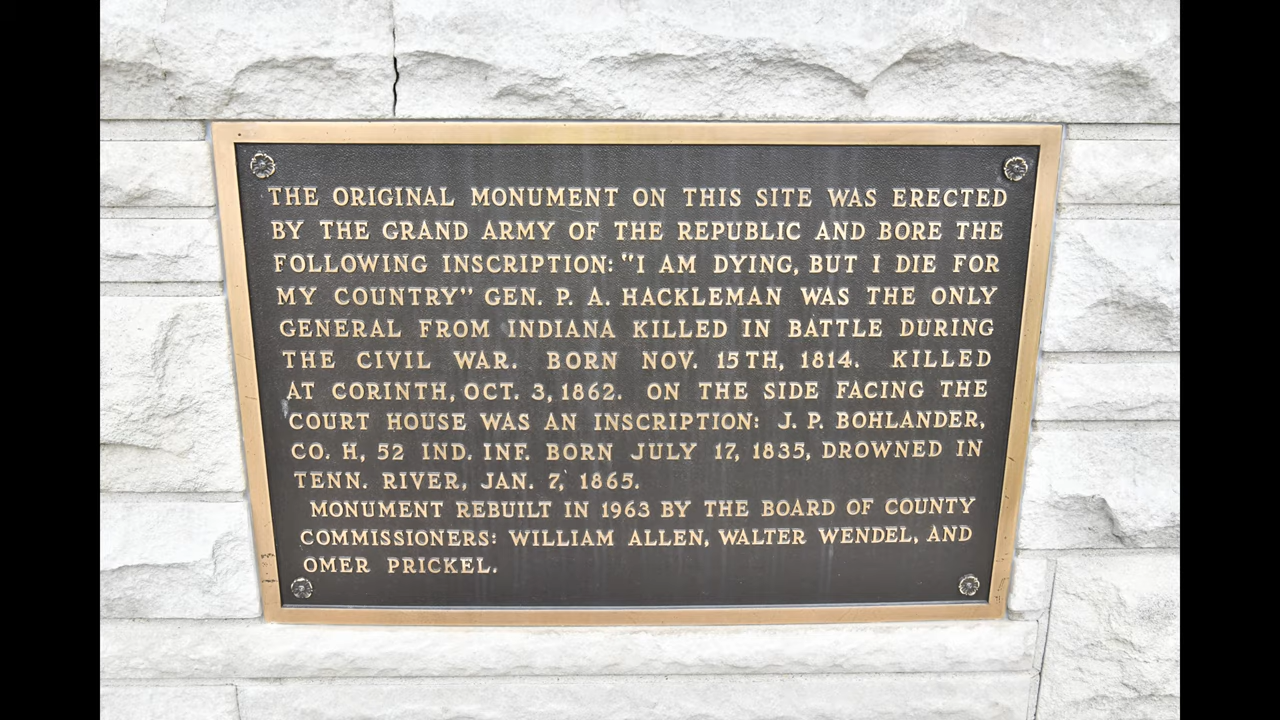 THE ORIGINAL MONUMENT ON THIS SITE WAS ERECTED
BY THE GRAND ARMY OF THE REPUBLIC AND BORE THE
FOLLOWING INSCRIPTION: "I AM DYING, BUT I DIE FOR
MY COUNTRY" GEN. P. A. HACKLEMAN WAS THE ONLY
GENERAL FROM INDIANA KILLED IN BATTLE DURING
THE CIVIL WAR. BORN NOV. 15TH, 1814. KILLED
AT CORINTH, OCT. 3, 1862. ON THE SIDE FACING THE
COURT HOUSE WAS AN INSCRIPTION: J. P. BOHLANDER,
CO. H, 52 IND. INF. BORN JULY 17, 1835, DROWNED IN
TENN. RIVER, JAN. 7, 1865.
MONUMENT REBUILT IN 1963 BY THE BOARD OF COUNTY
COMMISSIONERS: WILLIAM ALLEN, WALTER WENDEL, AND
OMER PRICKEL.